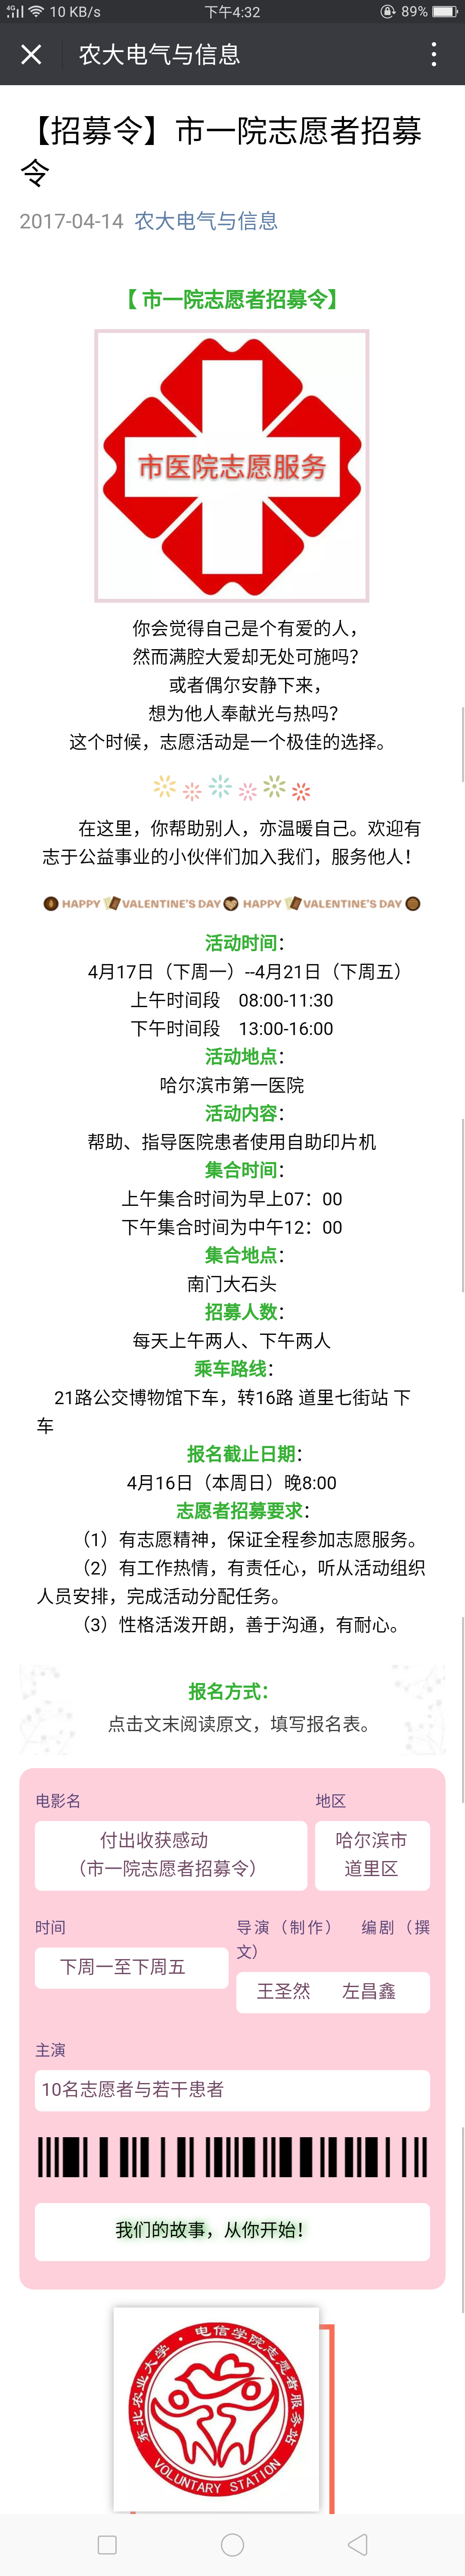 4G 10 KB/s 下午4:32 89%
农大电气与信息
【招募令】市一院志愿者招募
令
2017-04-14 农大电气与信息
【 市一院志愿者招募令】
市医院志愿服务
你会觉得自己是个有爱的人，
然而满腔大爱却无处可施吗？
或者偶尔安静下来，
想为他人奉献光与热吗？
这个时候，志愿活动是一个极佳的选择。
在这里，你帮助别人，亦温暖自己。欢迎有
志于公益事业的小伙伴们加入我们，服务他人！
HAPPY VALENTINE'S DAY HAPPY VALENTINE'S DAY
活动时间：
4月17日（下周一）--4月21日（下周五）
上午时间段 08:00-11:30
下午时间段 13:00-16:00
活动地点：
哈尔滨市第一医院
活动内容：
帮助、指导医院患者使用自助印片机
集合时间：
上午集合时间为早上07：00
下午集合时间为中午12：00
集合地点：
南门大石头
招募人数：
每天上午两人、下午两人
乘车路线：
21路公交博物馆下车，转16路 道里七街站 下
车
报名截止日期：
4月16日（本周日）晚8:00
志愿者招募要求：
（1）有志愿精神，保证全程参加志愿服务。
（2）有工作热情，有责任心，听从活动组织
人员安排，完成活动分配任务。
（3）性格活泼开朗，善于沟通，有耐心。
报名方式：
点击文末阅读原文，填写报名表。
电影名 地区
付出收获感动 哈尔滨市
（市一院志愿者招募令） 道里区
时间 导演（制作） 编剧（撰
文）
下周一至下周五
王圣然 左昌鑫
主演
10名志愿者与若干患者
我们的故事，从你开始！
东北农业大学·电信学院志愿者服务站
VOLUNTARY STATION